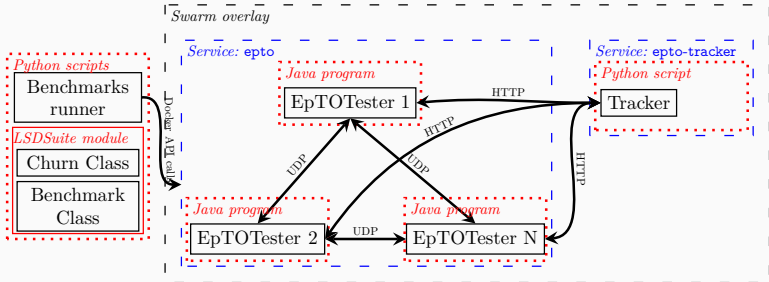 Swarm overlay
Python scripts
Benchmarks
runner
LSDSuite module
Churn Class
Benchmark
Class
Docker API calls
Service: epto
Java program
EpTOTester 1
UDP
UDP
Java program
EpTOTester 2
UDP
Java program
EpTOTester N
HTTP
HTTP
HTTP
Service: epto-tracker
Python script
Tracker